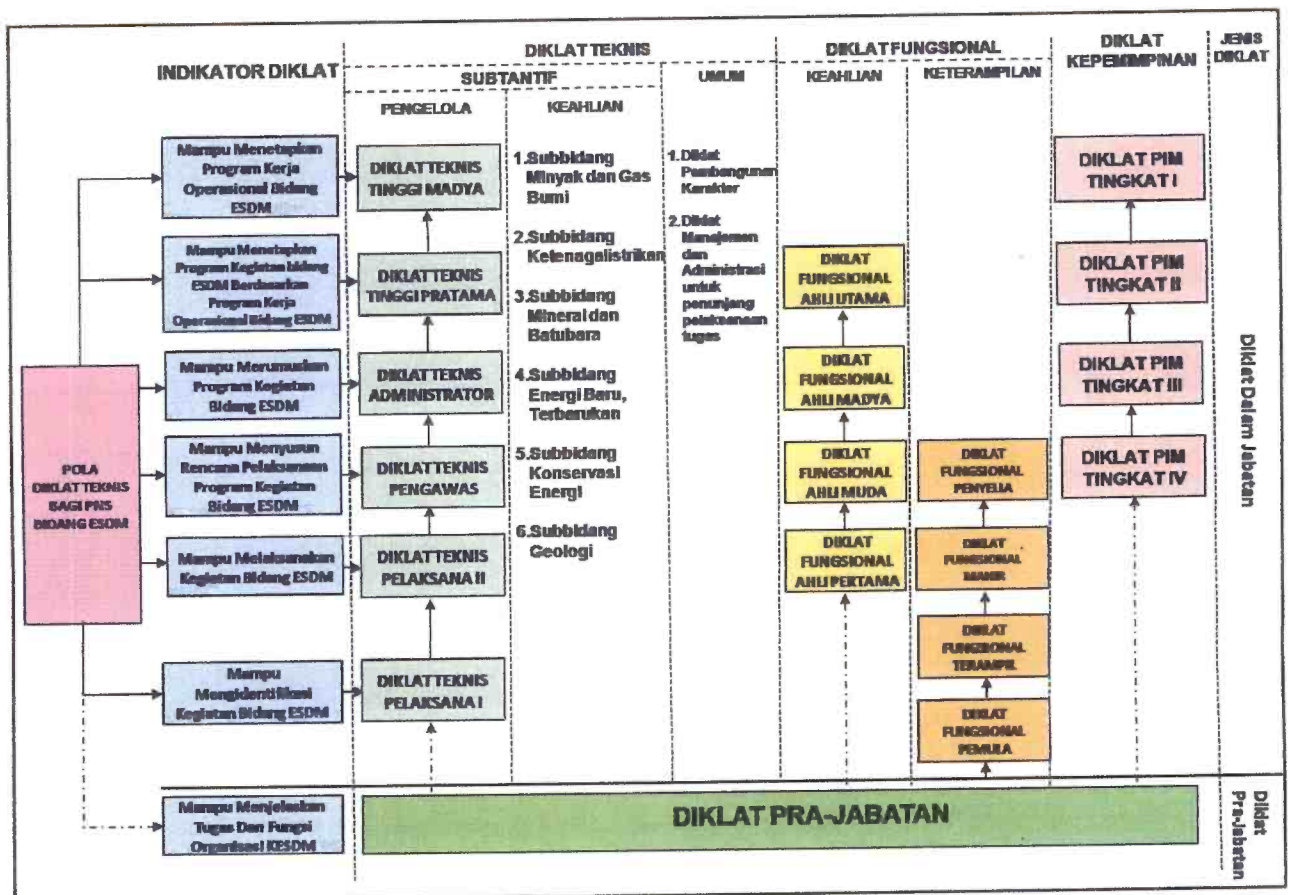 DIKLAT TEKNIS
DIKLAT FUNGSIONAL
DIKLAT
KEPEMIMPINAN
JENIS
DIKLAT
INDIKATOR DIKLAT
SUBTANTIF
UMUM
KEAHLIAN
KETERAMPILAN
PENGELOLA
KEAHLIAN
POLA
DIKLAT TEKNIS
BAGI PNS
BIDANG ESDM
Mampu Menetapkan
Program Kerja
Operasional Bidang
ESDM
Mampu Menetapkan
Program Kegiatan bidang
ESDM Berdasarkan
Program Kerja
Operasional Bidang ESDM
Mampu Merumuskan
Program Kegiatan
Bidang ESDM
Mampu Menyusun
Rencana Pelaksanaan
Program Kegiatan
Bidang ESDM
Mampu Melaksanakan
Kegiatan Bidang ESDM
Mampu
Mengidentifikasi
Kegiatan Bidang ESDM
Mampu Menjelaskan
Tugas Dan Fungsi
Organisasi KESDM
DIKLAT TEKNIS
TINGGI MADYA
DIKLAT TEKNIS
TINGGI PRATAMA
DIKLAT TEKNIS
ADMINISTRATOR
DIKLAT TEKNIS
PENGAWAS
DIKLAT TEKNIS
PELAKSANA II
DIKLAT TEKNIS
PELAKSANA I
1.Subbidang
Minyak dan Gas
Bumi
2.Subbidang
Ketenagalistrikan
3.Subbidang
Mineral dan
Batubara
4.Subbidang
Energi Baru,
Terbarukan
5.Subbidang
Konservasi
Energi
6.Subbidang
Geologi
1.Diklat
Pembangunan
Karakter
2.Diklat
Manajemen
dan
Administrasi
untuk
penunjang
pelaksanaan
tugas
DIKLAT
FUNGSIONAL
AHLI UTAMA
DIKLAT
FUNGSIONAL
AHLI MADYA
DIKLAT
FUNGSIONAL
AHLI MUDA
DIKLAT
FUNGSIONAL
AHLI PERTAMA
DIKLAT
FUNGSIONAL
PENYELIA
DIKLAT
FUNGSIONAL
MAHIR
DIKLAT
FUNGSIONAL
TERAMPIL
DIKLAT
FUNGSIONAL
PEMULA
DIKLAT PIM
TINGKAT I
DIKLAT PIM
TINGKAT II
DIKLAT PIM
TINGKAT III
DIKLAT PIM
TINGKAT IV
Diklat Dalam Jabatan
DIKLAT PRA-JABATAN
Diklat
Pra-Jabatan